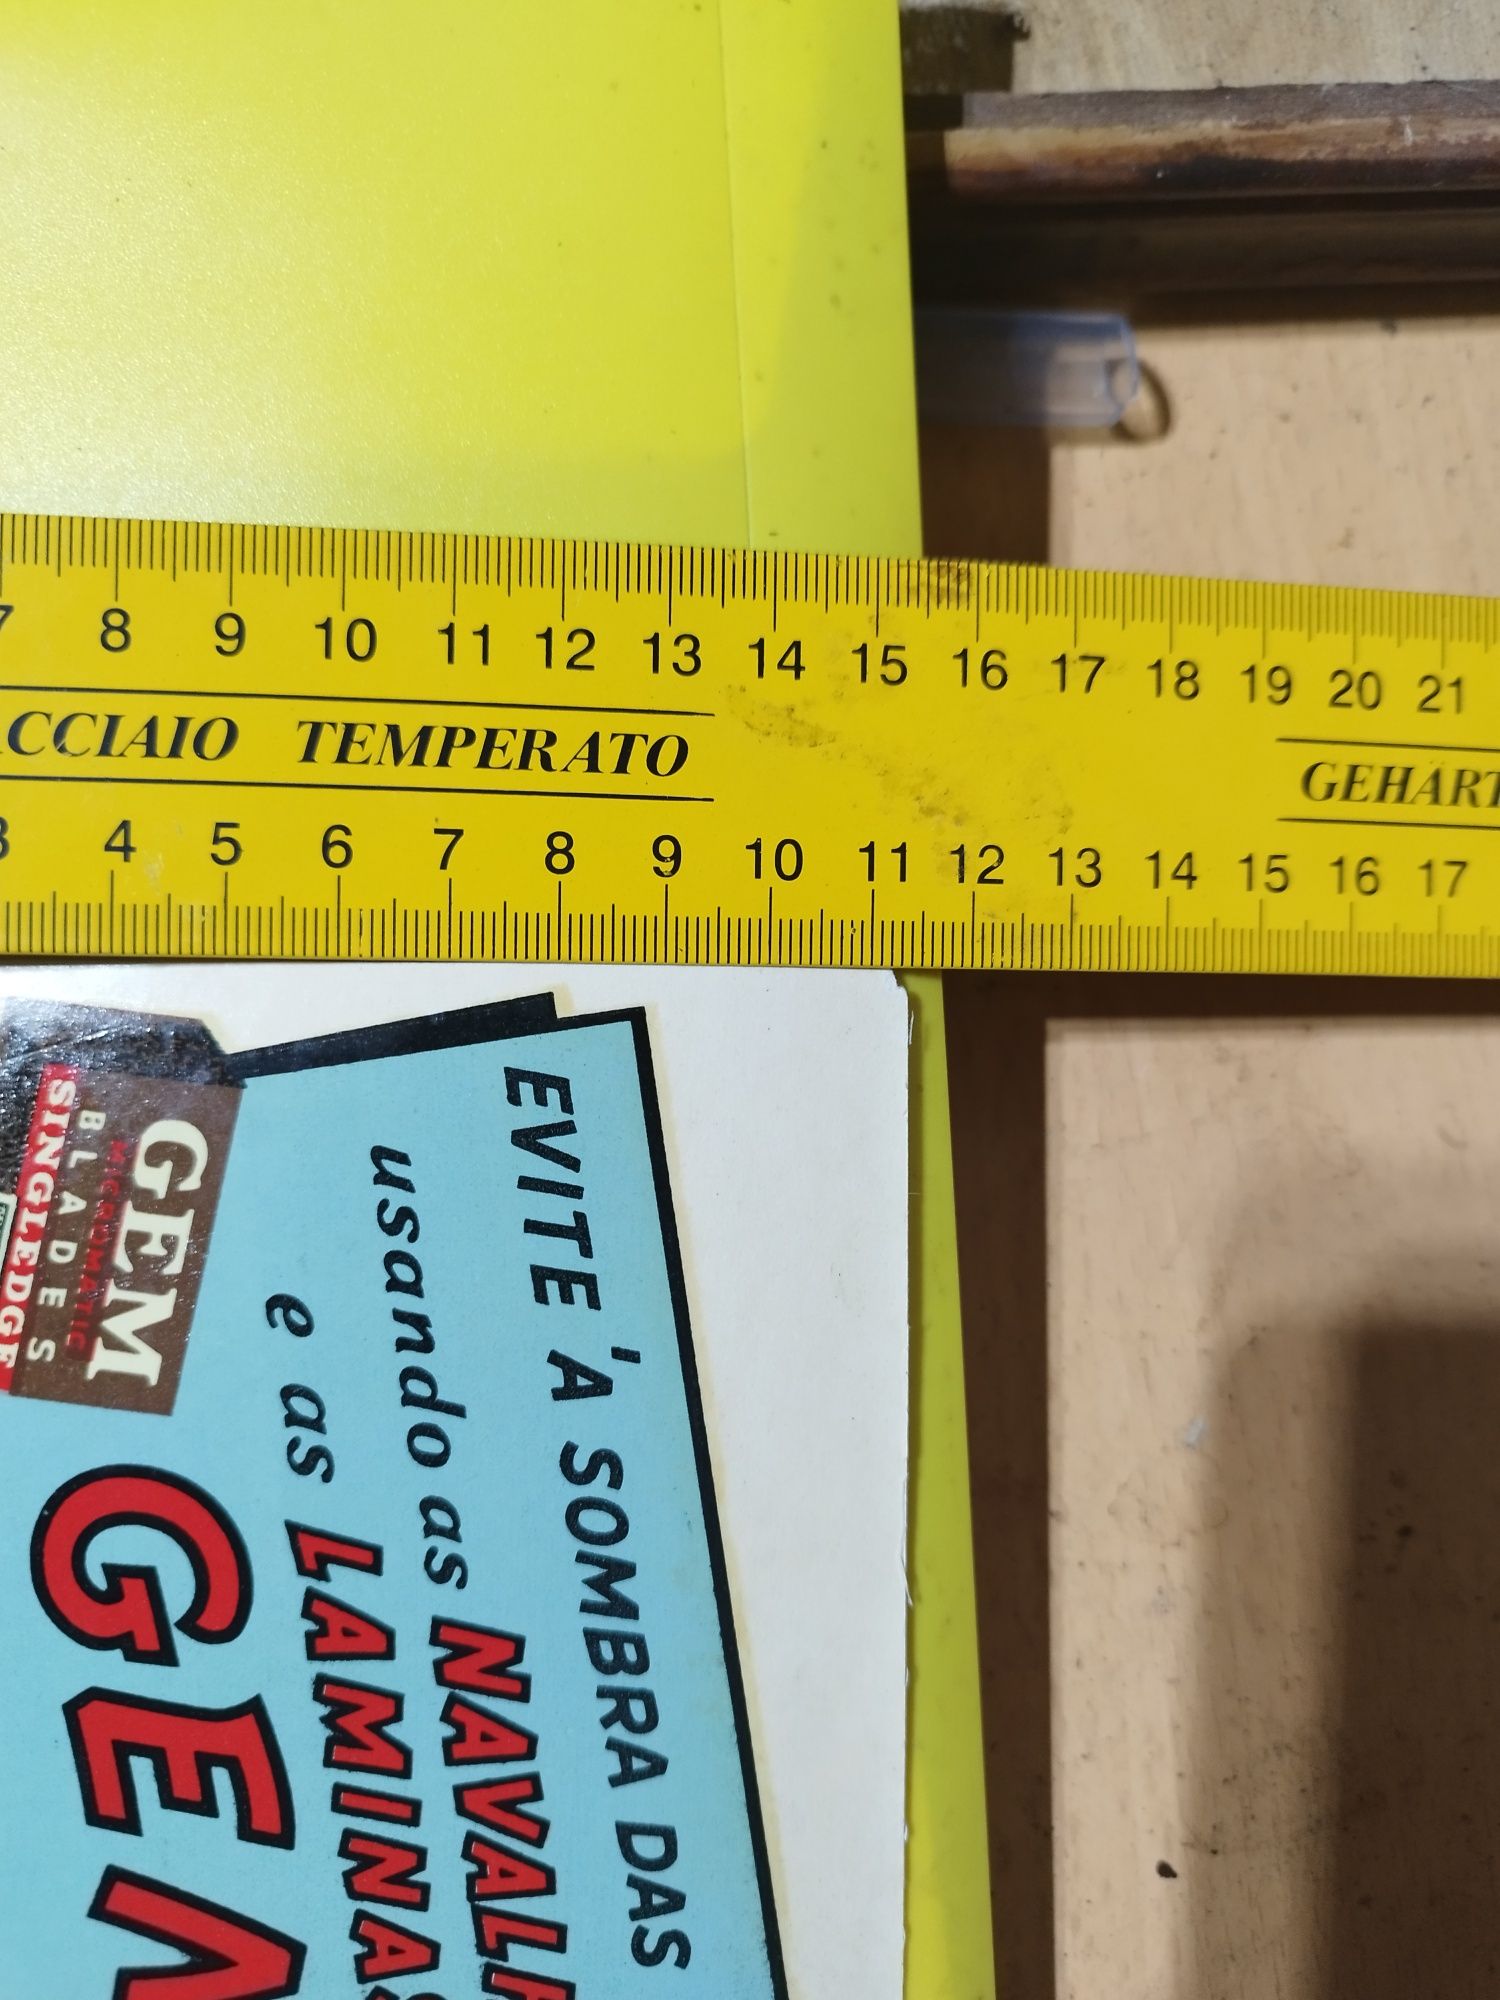 7 8 9 10 11 12 13 14 15 16 17 18 19 20 21
ACCIAIO TEMPERATO
GEHÄRT
3 4 5 6 7 8 9 10 11 12 13 14 15 16 17
EVITE 'A SOMBRA DAS
usando as NAVAL
e as LAMINAS
GEM
GEM
MICROMATIC
BLADES
SINGLEDGE